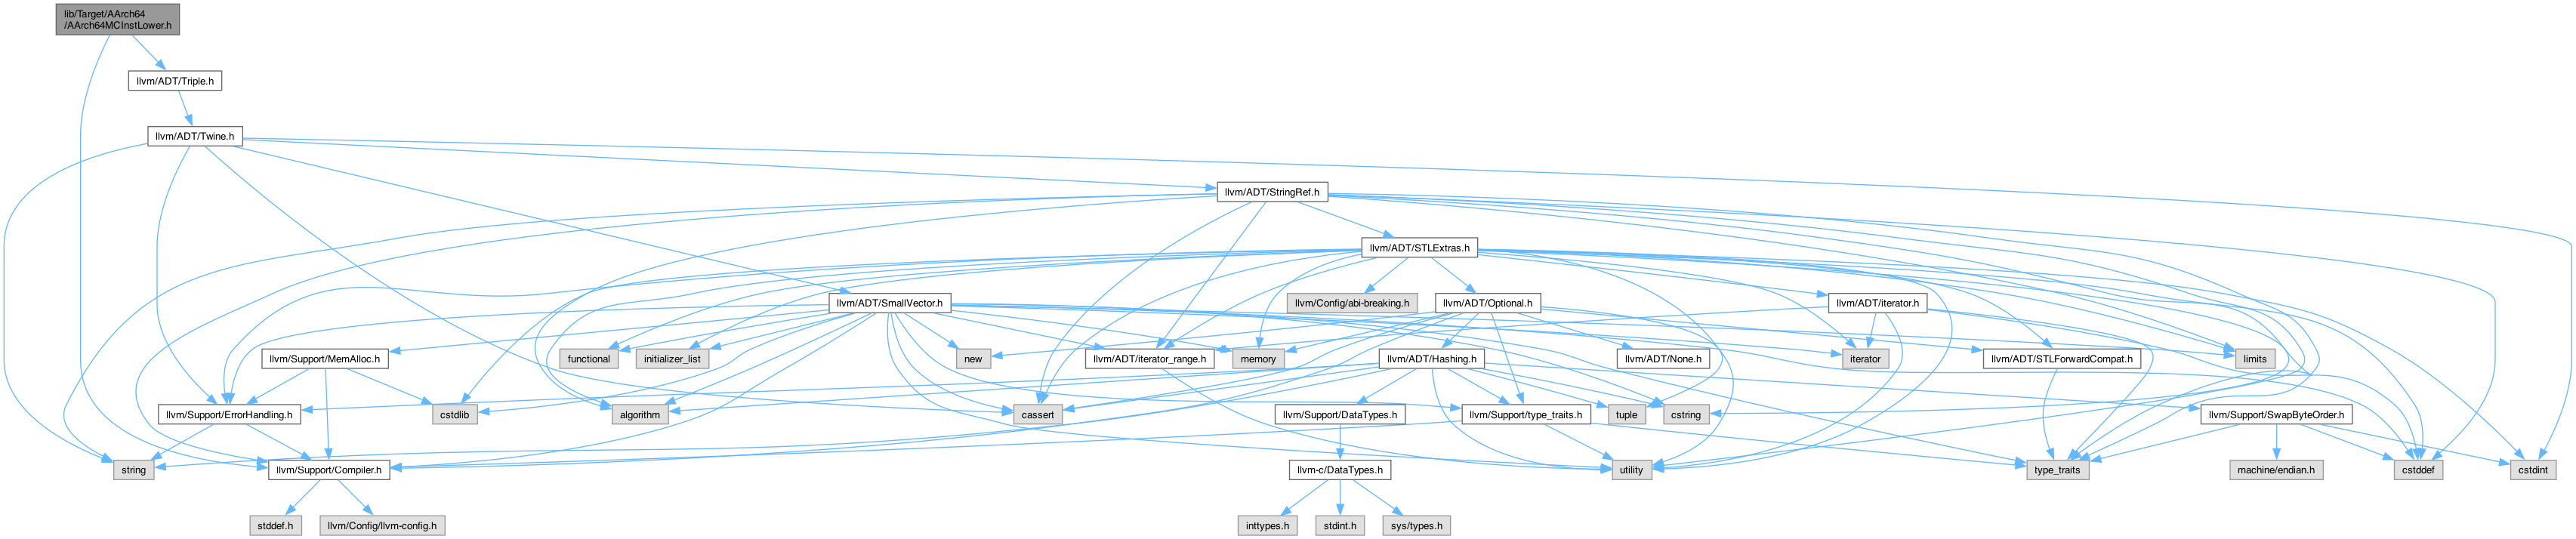 lib/Target/AArch64
/AArch64MCInstLower.h
llvm/ADT/Triple.h
llvm/ADT/Twine.h
llvm/ADT/StringRef.h
llvm/ADT/STLExtras.h
llvm/ADT/SmallVector.h
llvm/Config/abi-breaking.h
llvm/ADT/Optional.h
llvm/ADT/iterator.h
llvm/Support/MemAlloc.h
functional
initializer_list
new
llvm/ADT/iterator_range.h
memory
llvm/ADT/Hashing.h
llvm/ADT/None.h
iterator
llvm/ADT/STLForwardCompat.h
limits
llvm/Support/ErrorHandling.h
cstdlib
algorithm
cassert
llvm/Support/DataTypes.h
llvm/Support/type_traits.h
tuple
cstring
llvm/Support/SwapByteOrder.h
string
llvm/Support/Compiler.h
llvm-c/DataTypes.h
utility
type_traits
machine/endian.h
cstddef
cstdint
stddef.h
llvm/Config/llvm-config.h
inttypes.h
stdint.h
sys/types.h